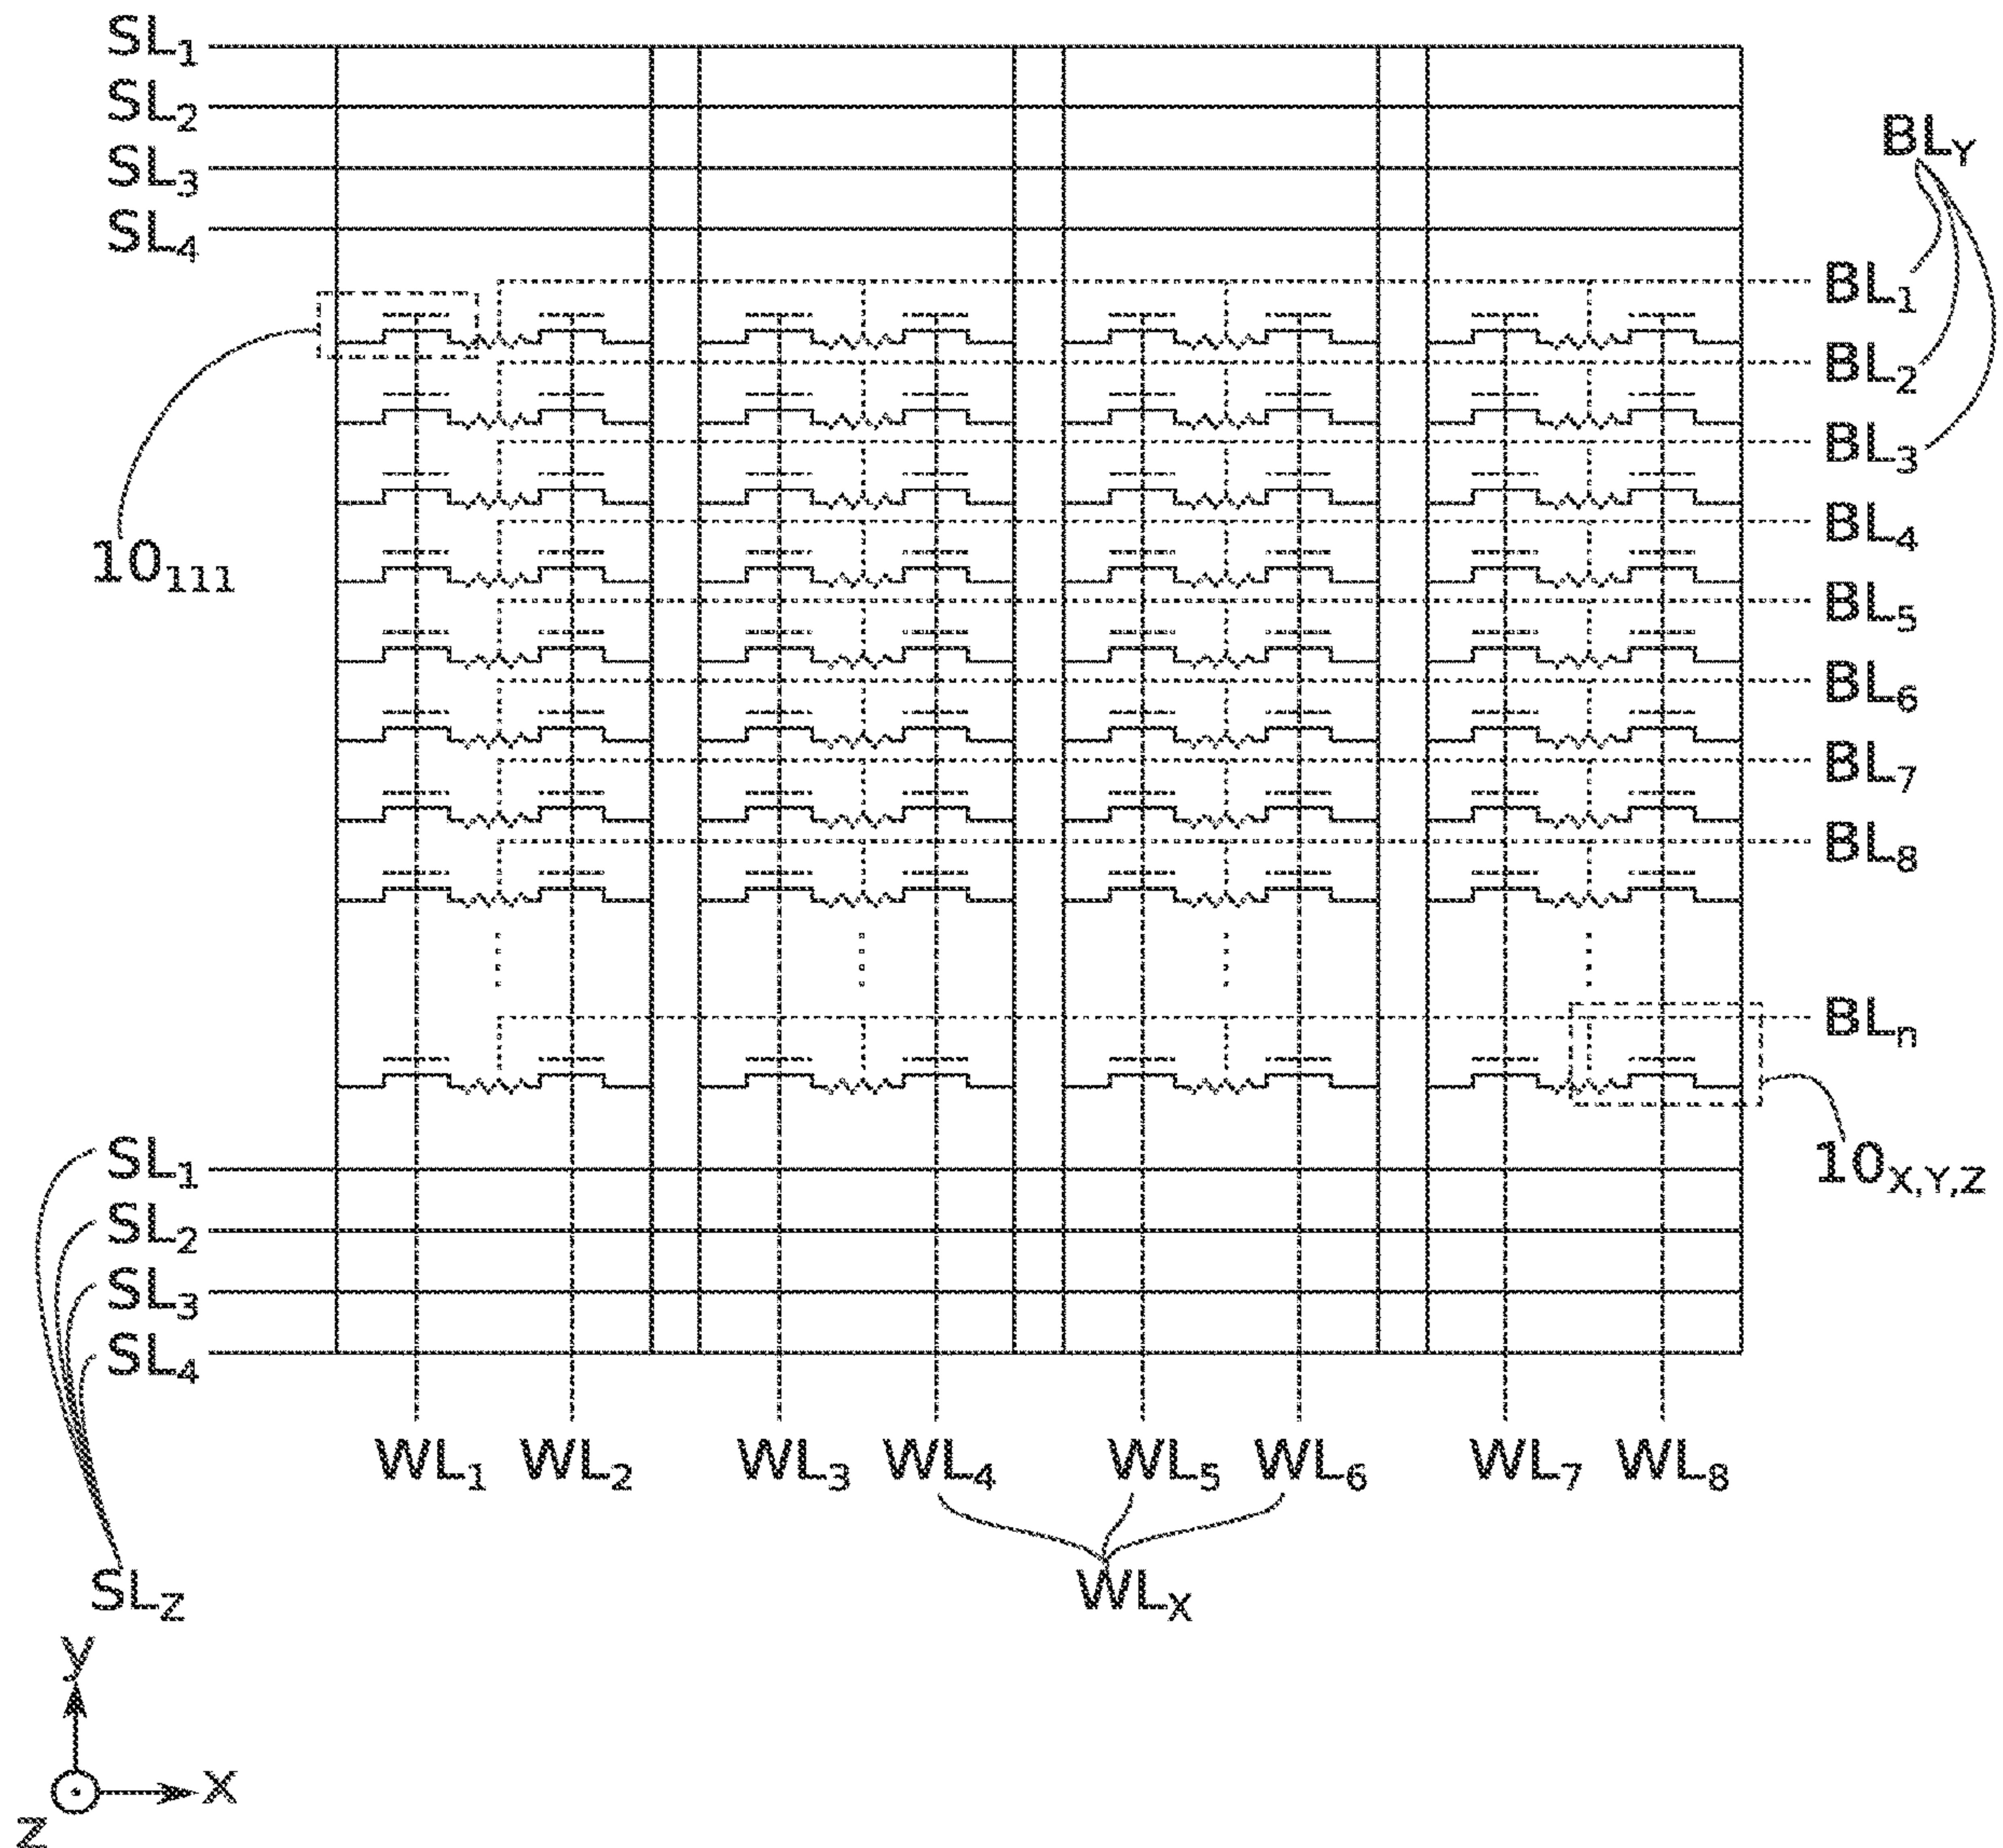 SL1
SL2
SL3
SL4
BLY
BL1
BL2
BL3
BL4
BL5
BL6
BL7
BL8
BLn
10111
10X,Y,Z
SL1
SL2
SL3
SL4
WL1 WL2 WL3 WL4 WL5 WL6 WL7 WL8
SLZ
WLX
y
x
z